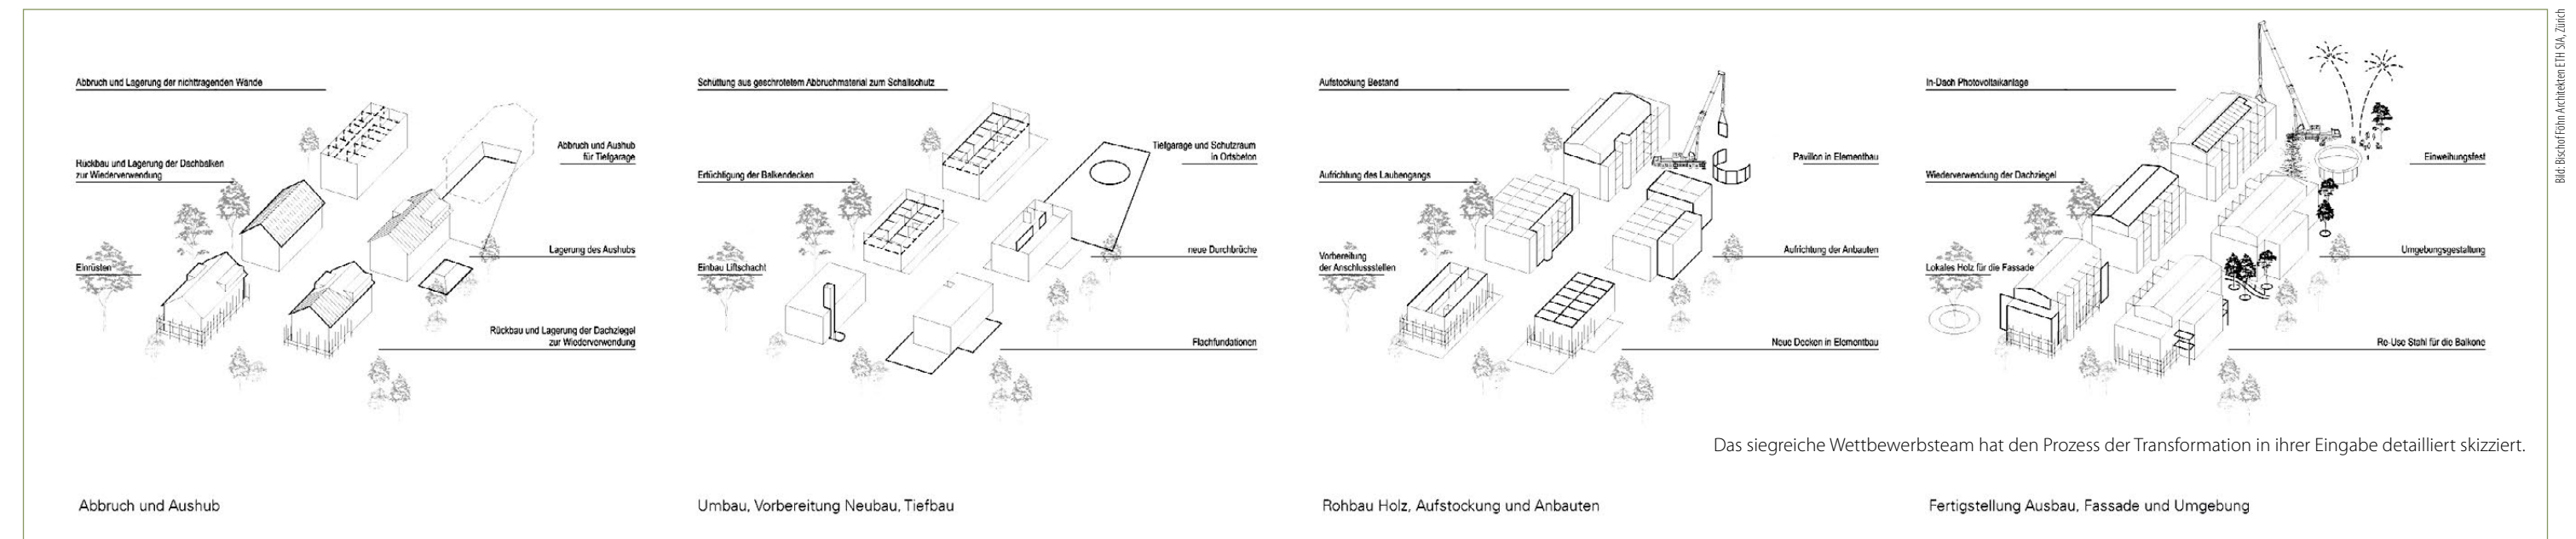 Abbruch und Lagerung der nichttragenden Wände
Abbruch und Aushub
für Tiefgarage
Rückbau und Lagerung der Dachbalken
zur Wiederverwendung
Lagerung des Aushubs
Einrüsten
Rückbau und Lagerung der Dachziegel
zur Wiederverwendung
Abbruch und Aushub
Schüttung aus geschrotetem Abbruchmaterial zum Schallschutz
Tiefgarage und Schutzraum
in Ortsbeton
Ertüchtigung der Balkendecken
neue Durchbrüche
Einbau Liftschacht
Flachfundationen
Umbau, Vorbereitung Neubau, Tiefbau
Aufstockung Bestand
Pavillon in Elementbau
Aufrichtung des Laubengangs
Aufrichtung der Anbauten
Vorbereitung
der Anschlussstellen
Neue Decken in Elementbau
Rohbau Holz, Aufstockung und Anbauten
In-Dach Photovoltaikanlage
Einweihungsfest
Wiederverwendung der Dachziegel
Umgebungsgestaltung
Lokales Holz für die Fassade
Re-Use Stahl für die Balkone
Das siegreiche Wettbewerbsteam hat den Prozess der Transformation in ihrer Eingabe detailliert skizziert.
Fertigstellung Ausbau, Fassade und Umgebung
Bild: Bischof Föhn Architekten ETH SIA, Zürich